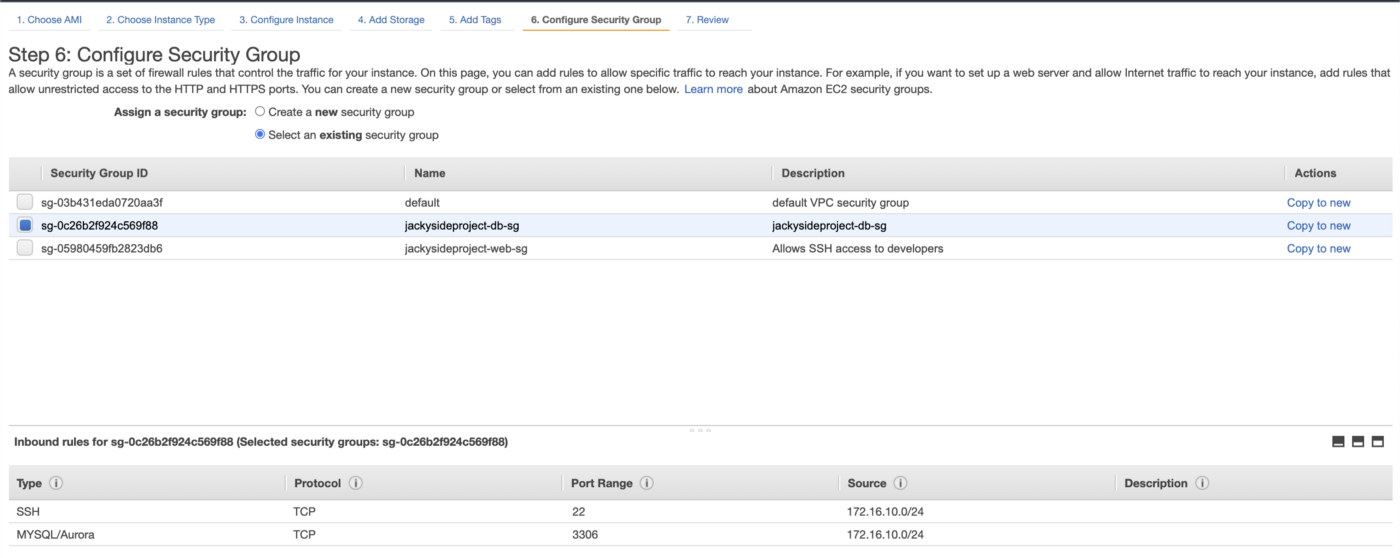 1. Choose AMI 2. Choose Instance Type 3. Configure Instance 4. Add Storage 5. Add Tags 6. Configure Security Group 7. Review
Step 6: Configure Security Group
A security group is a set of firewall rules that control the traffic for your instance. On this page, you can add rules to allow specific traffic to reach your instance. For example, if you want to set up a web server and allow Internet traffic to reach your instance, add rules that
allow unrestricted access to the HTTP and HTTPS ports. You can create a new security group or select from an existing one below. Learn more about Amazon EC2 security groups.
Assign a security group: Create a new security group
Select an existing security group
Security Group ID Name Description Actions
sg-03b431eda0720aa3f default default VPC security group Copy to new
sg-0c26b2f924c569f88 jackysideproject-db-sg jackysideproject-db-sg Copy to new
sg-05980459fb2823db6 jackysideproject-web-sg Allows SSH access to developers Copy to new
Inbound rules for sg-0c26b2f924c569f88 (Selected security groups: sg-0c26b2f924c569f88)
Type i Protocol i Port Range i Source i Description i
SSH TCP 22 172.16.10.0/24
MYSQL/Aurora TCP 3306 172.16.10.0/24